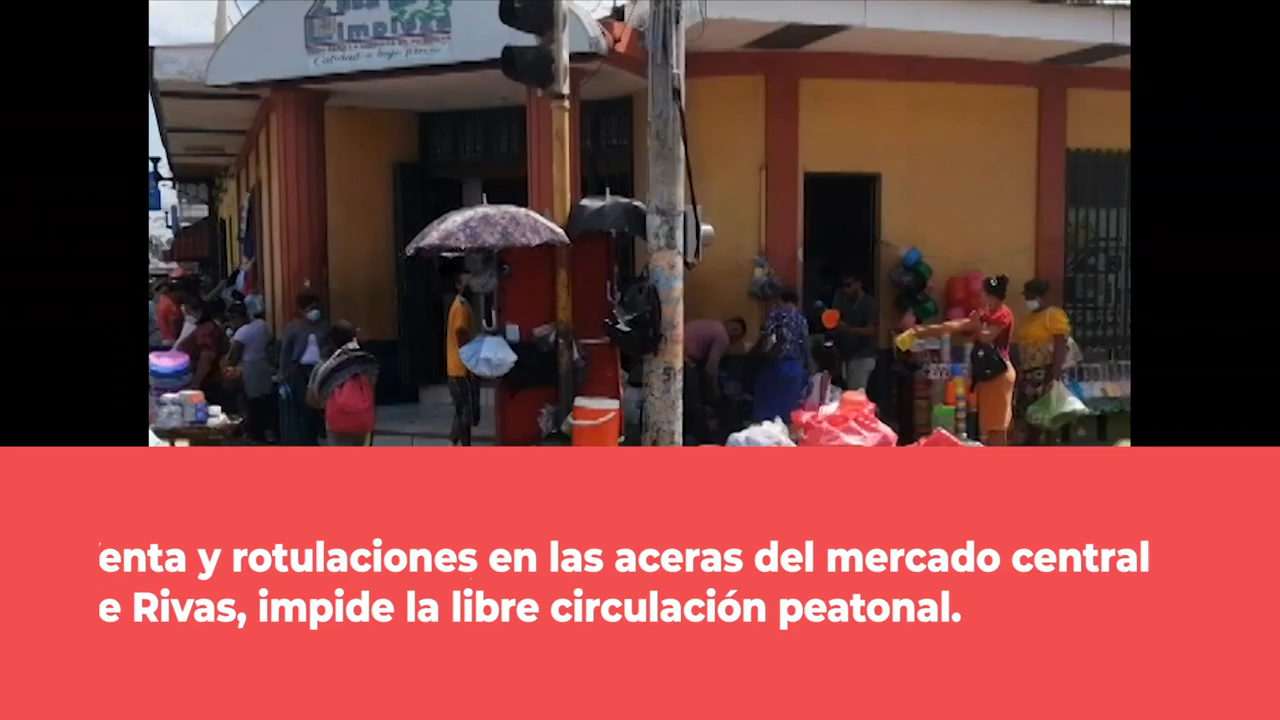 Calidad a bajo precio
enta y rotulaciones en las aceras del mercado central
e Rivas, impide la libre circulación peatonal.